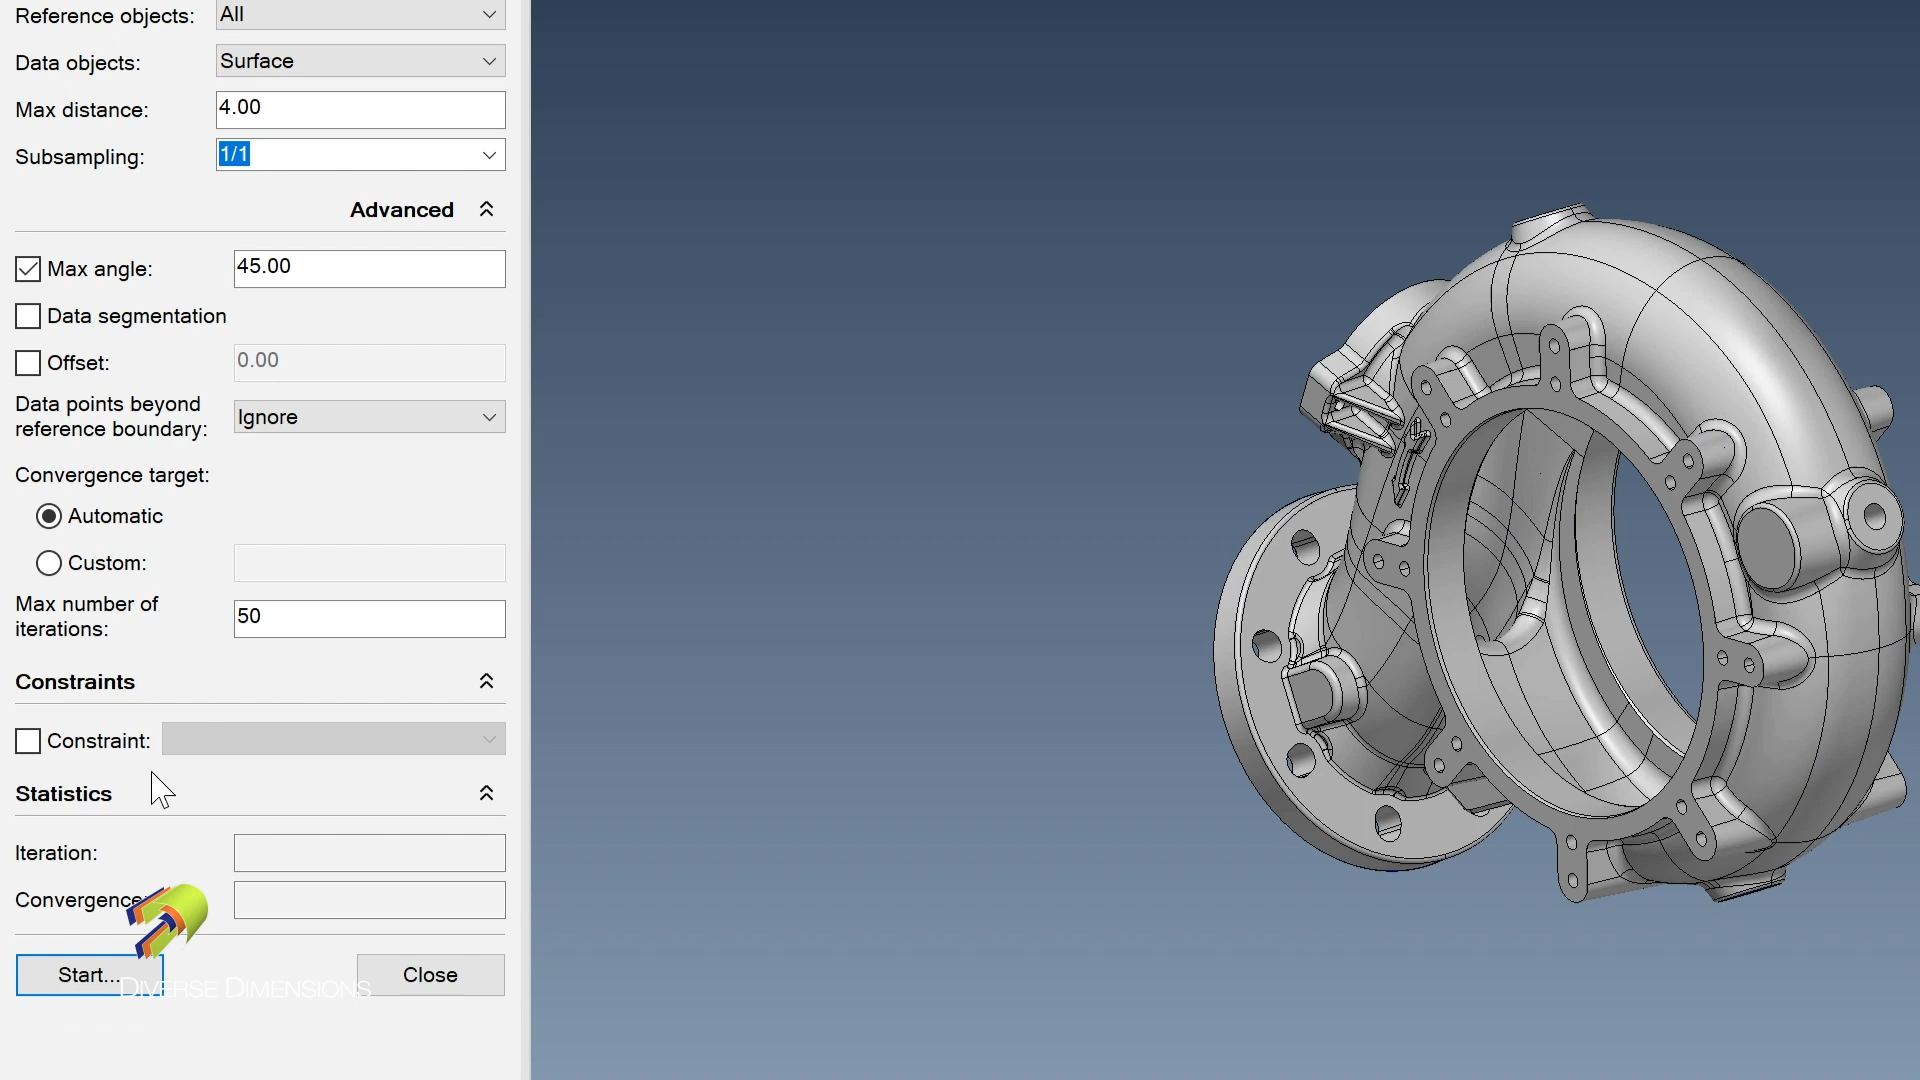 Reference objects: All
Data objects: Surface
Max distance: 4.00
Subsampling: 1/1
Advanced
Max angle: 45.00
Data segmentation
Offset: 0.00
Data points beyond
reference boundary: Ignore
Convergence target:
Automatic
Custom:
Max number of
iterations: 50
Constraints
Constraint:
Statistics
Iteration:
Convergence:
Start... Close
DIVERSE DIMENSIONS